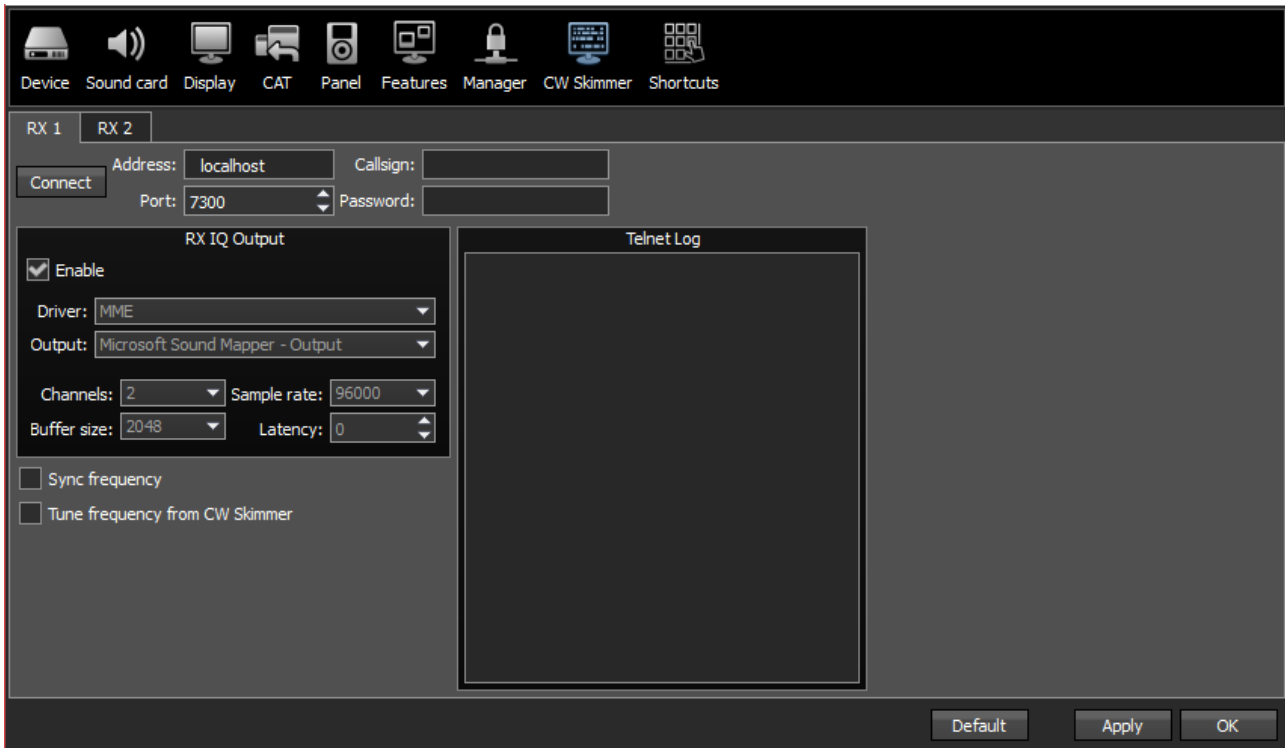 Device Sound card Display CAT Panel Features Manager CW Skimmer Shortcuts
RX 1 RX 2
Connect
Address: localhost Callsign:
Port: 7300 Password:
RX IQ Output
Enable
Driver: MME
Output: Microsoft Sound Mapper - Output
Channels: 2 Sample rate: 96000
Buffer size: 2048 Latency: 0
Sync frequency
Tune frequency from CW Skimmer
Telnet Log
Default Apply OK